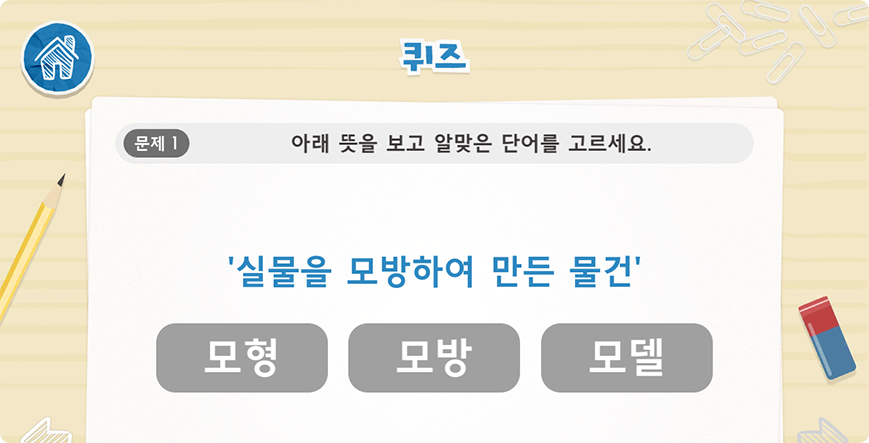 퀴즈
문제 1
아래 뜻을 보고 알맞은 단어를 고르세요.
'실물을 모방하여 만든 물건'
모형 모방 모델